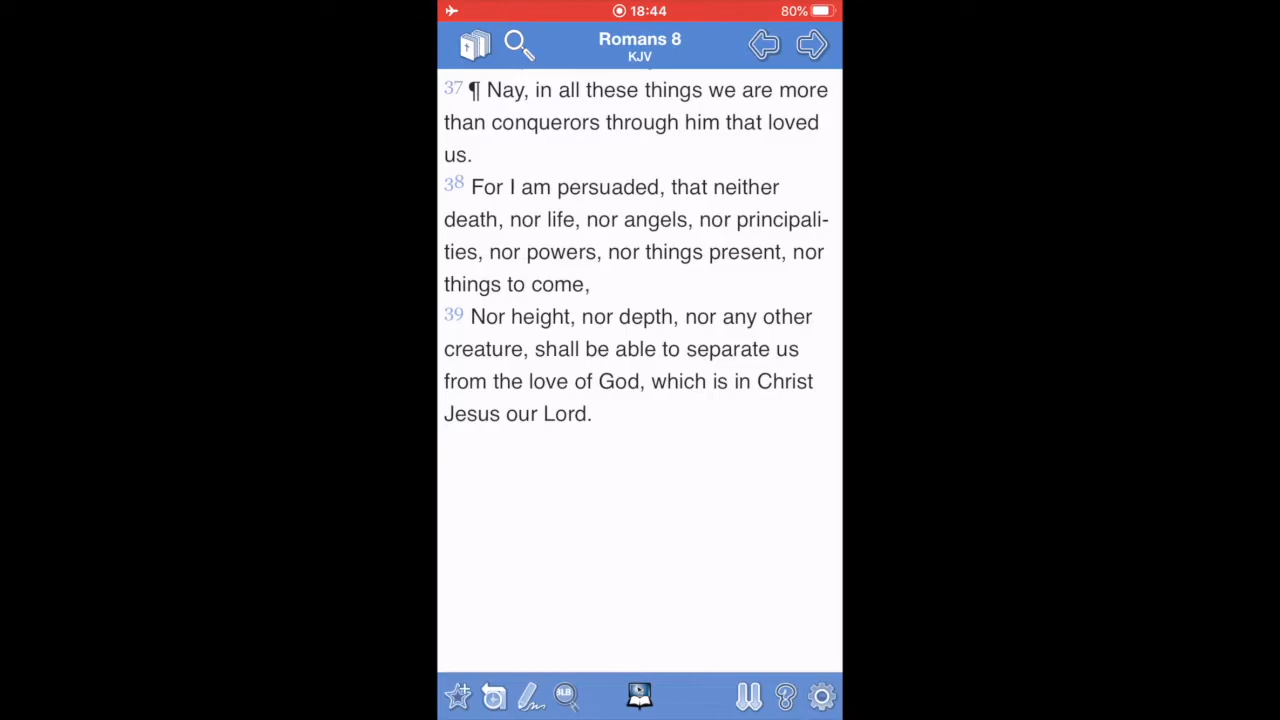 18:44
80%
Romans 8
KJV
37 ¶ Nay, in all these things we are more
than conquerors through him that loved
us.
38 For I am persuaded, that neither
death, nor life, nor angels, nor principali-
ties, nor powers, nor things present, nor
things to come,
39 Nor height, nor depth, nor any other
creature, shall be able to separate us
from the love of God, which is in Christ
Jesus our Lord.
BLB